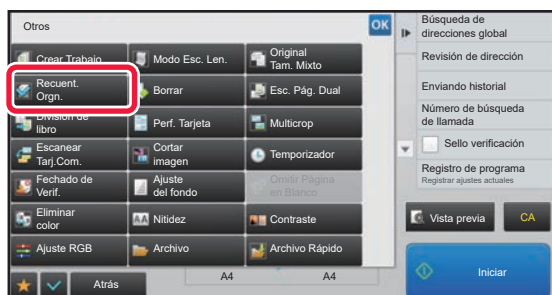 Otros
OK
Crear Trabajo
Modo Esc. Len.
Original
Tam. Mixto
Recuent.
Orgn.
Borrar
Esc. Pág. Dual
División de
libro
Perf. Tarjeta
Multicrop
Escanear
Tarj.Com.
Cortar
imagen
Temporizador
Fechado de
Verif.
Ajuste
del fondo
Omitir Página
en Blanco
Eliminar
color
AA Nitidez
Contraste
Ajuste RGB
Archivo
Archivo Rápido
Atrás
A4
A4
Búsqueda de
direcciones global
Revisión de dirección
Enviando historial
Número de búsqueda
de llamada
Sello verificación
Registro de programa
Registrar ajustes actuales
Vista previa
CA
Iniciar